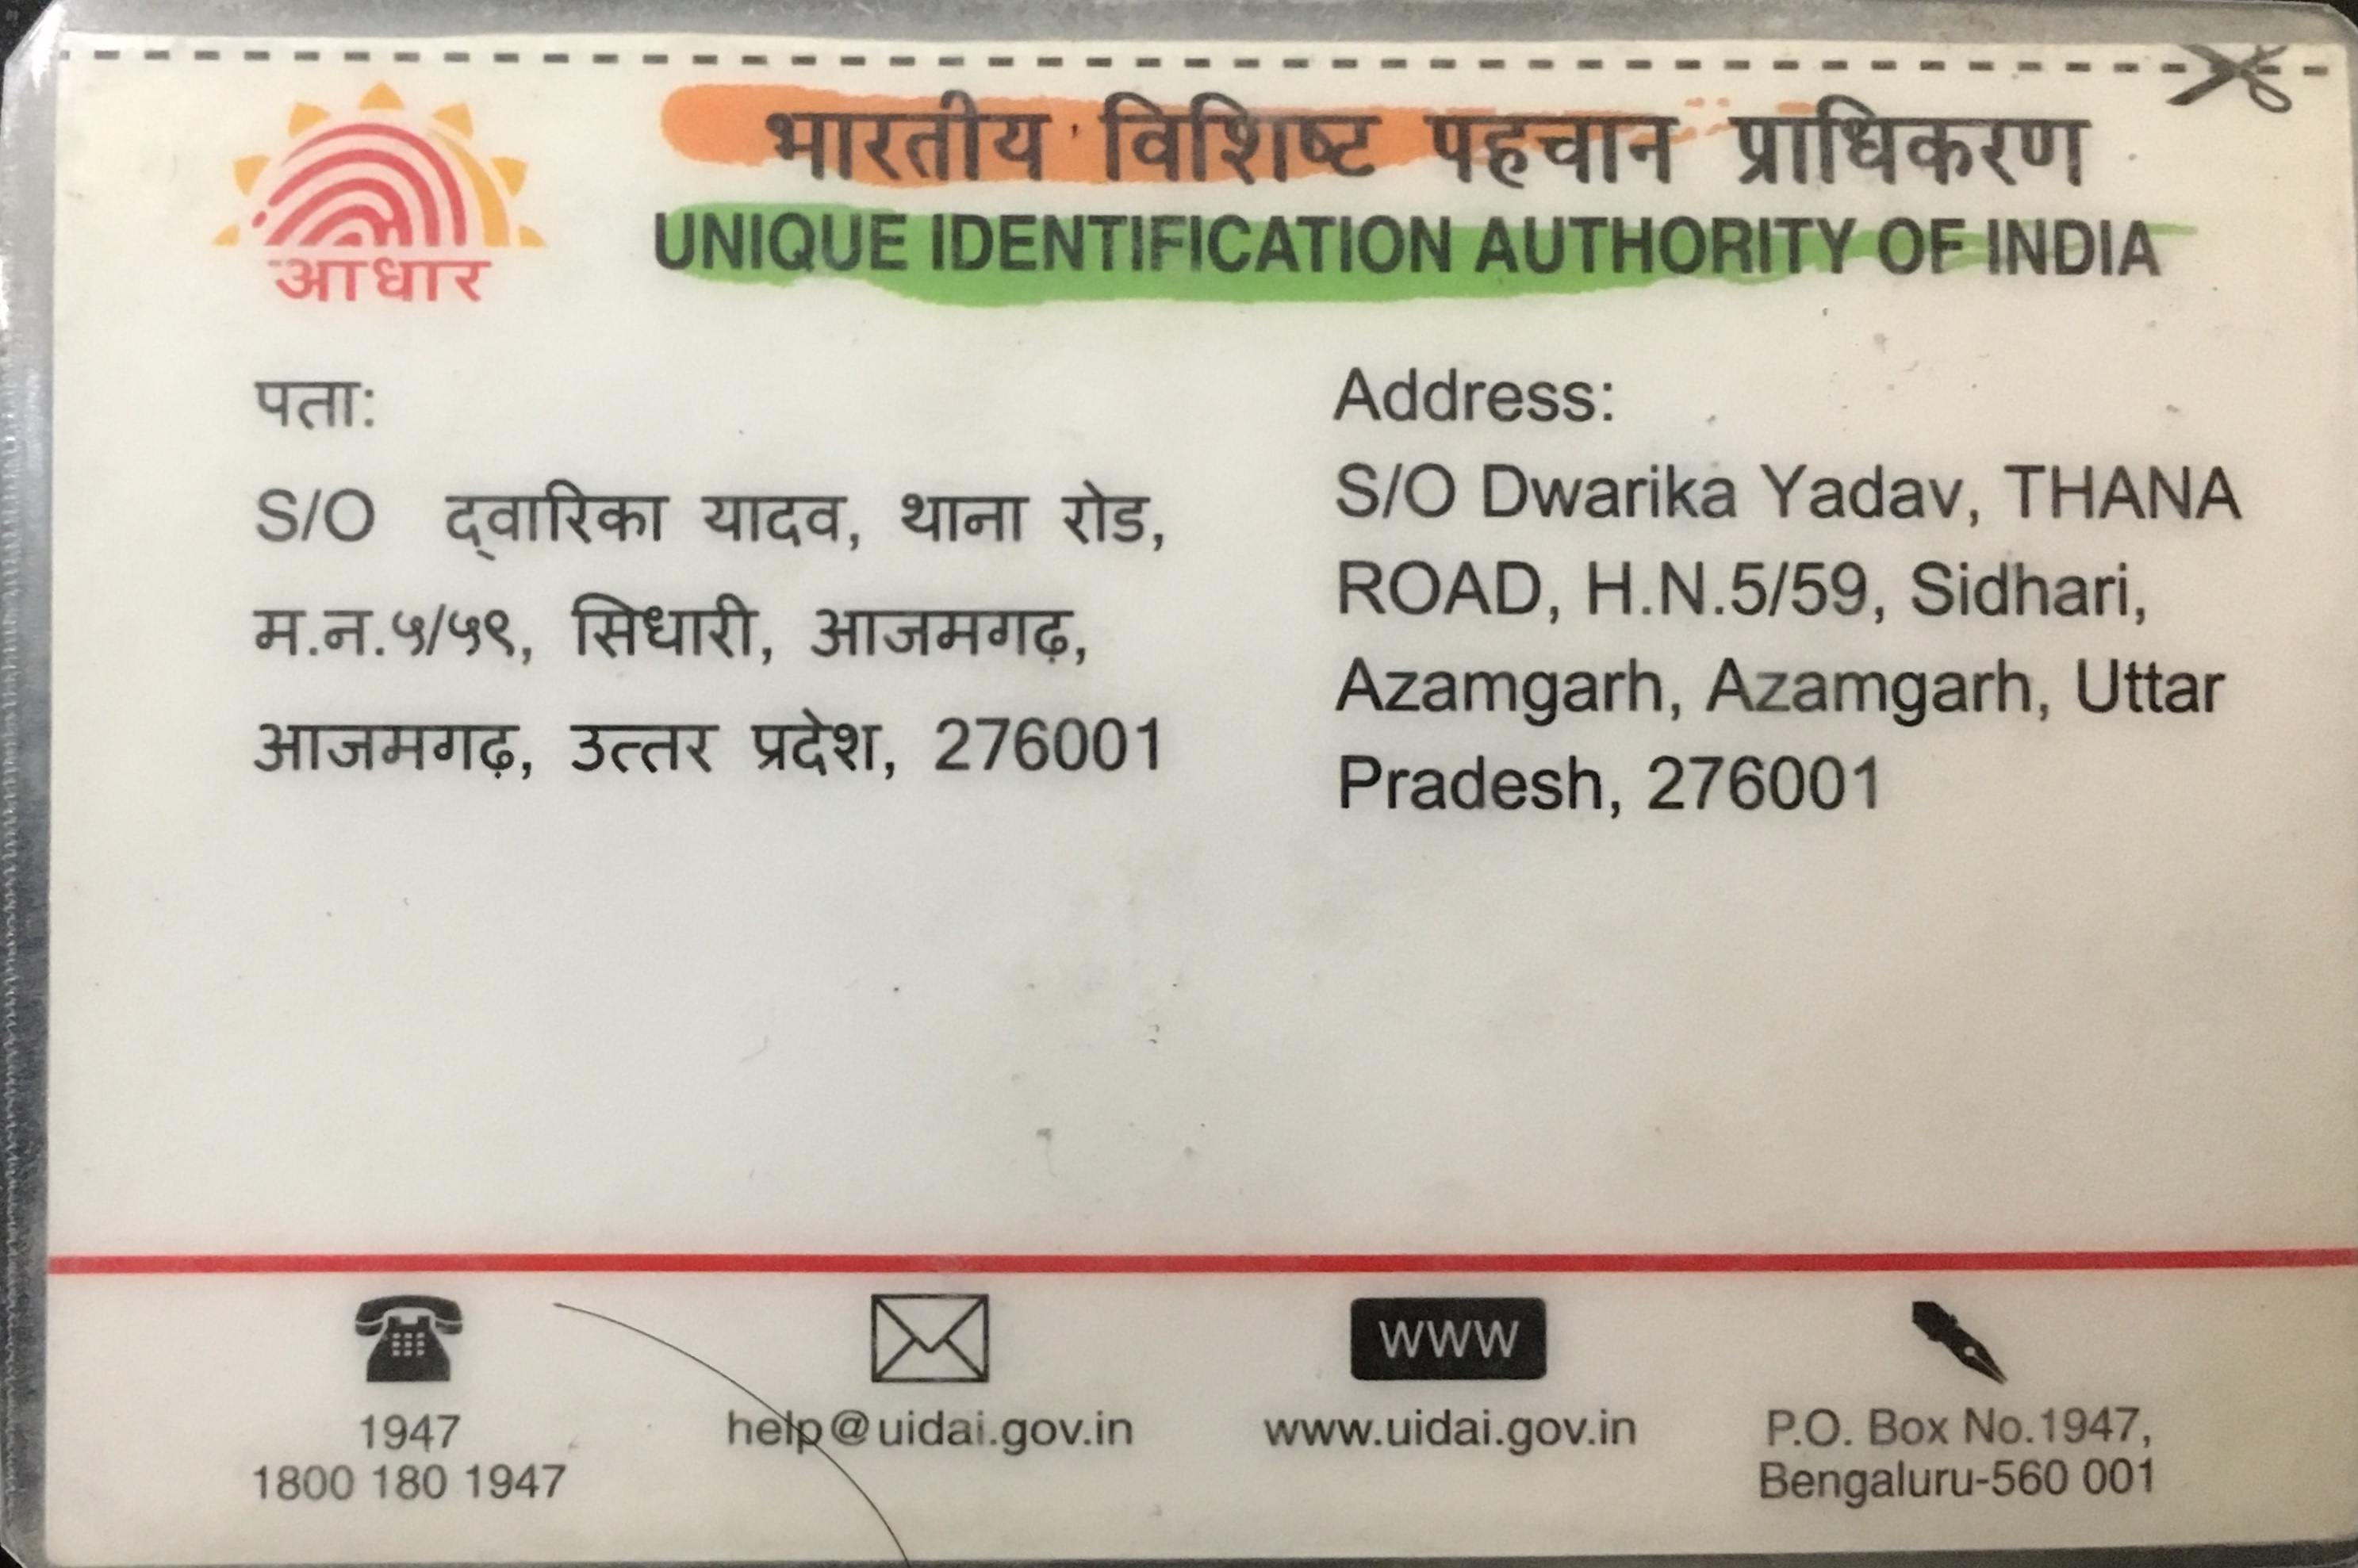 भारतीय विशिष्ट पहचान प्राधिकरण
UNIQUE IDENTIFICATION AUTHORITY OF INDIA
आधार
पता:
S/O द्वारिका यादव, थाना रोड,
म.न.५/५९, सिधारी, आजमगढ़,
आजमगढ़, उत्तर प्रदेश, 276001
Address:
S/O Dwarika Yadav, THANA
ROAD, H.N.5/59, Sidhari,
Azamgarh, Azamgarh, Uttar
Pradesh, 276001
1947
1800 180 1947
help@uidai.gov.in
WWW
www.uidai.gov.in
P.O. Box No.1947,
Bengaluru-560 001